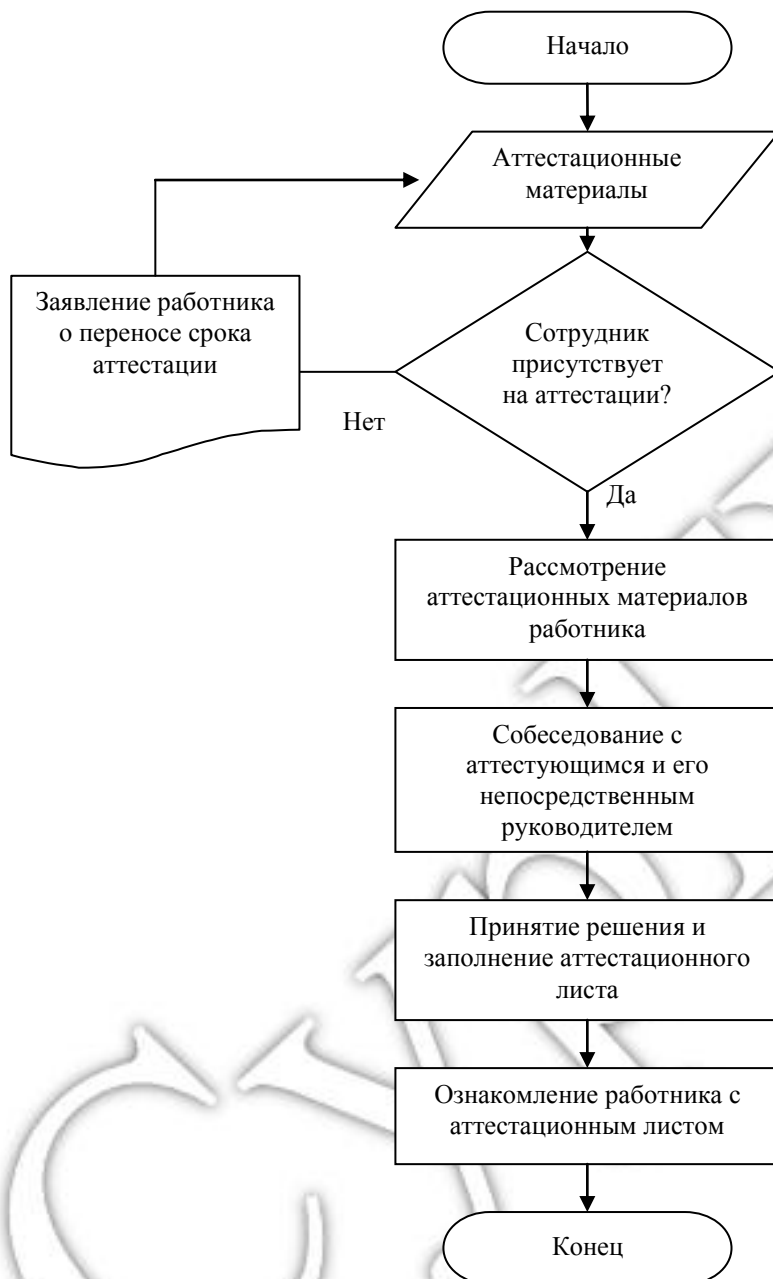 Начало
Аттестационные
материалы
Заявление работника
о переносе срока
аттестации
Сотрудник
присутствует
на аттестации?
Нет
Да
Рассмотрение
аттестационных материалов
работника
Собеседование с
аттестующимся и его
непосредственным
руководителем
Принятие решения и
заполнение аттестационного
листа
Ознакомление работника с
аттестационным листом
Конец